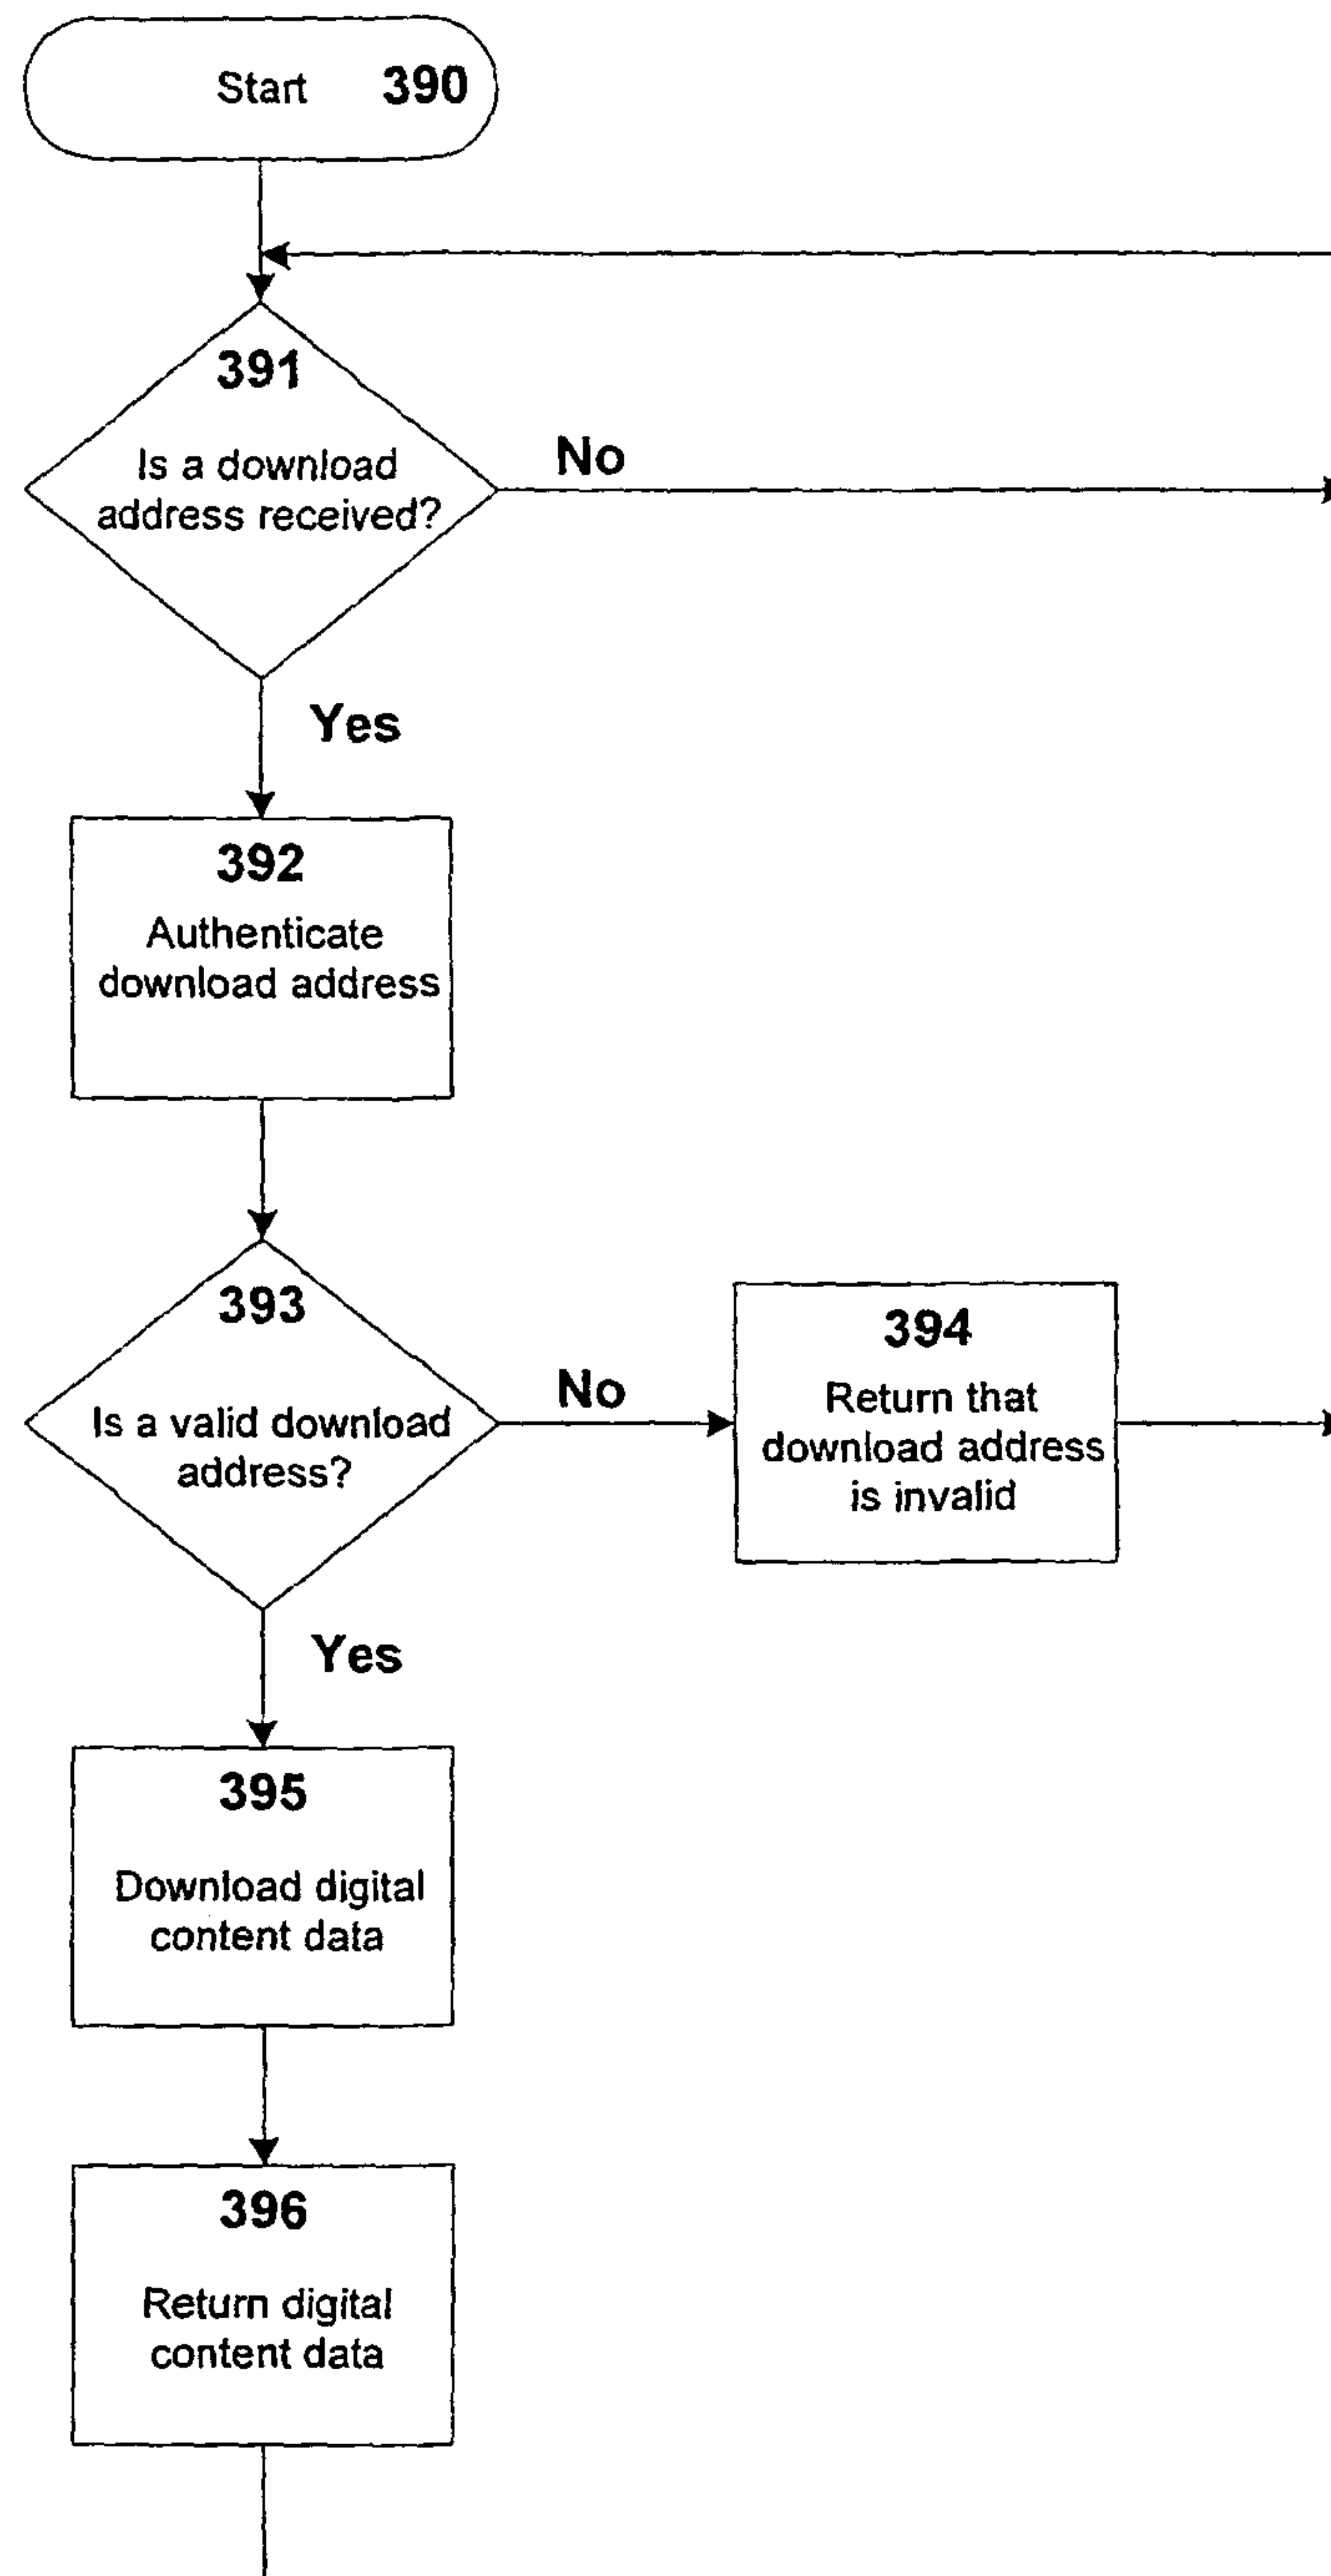 Start 390
391
Is a download
address received?
No
Yes
392
Authenticate
download address
393
Is a valid download
address?
No
394
Return that
download address
is invalid
Yes
395
Download digital
content data
396
Return digital
content data